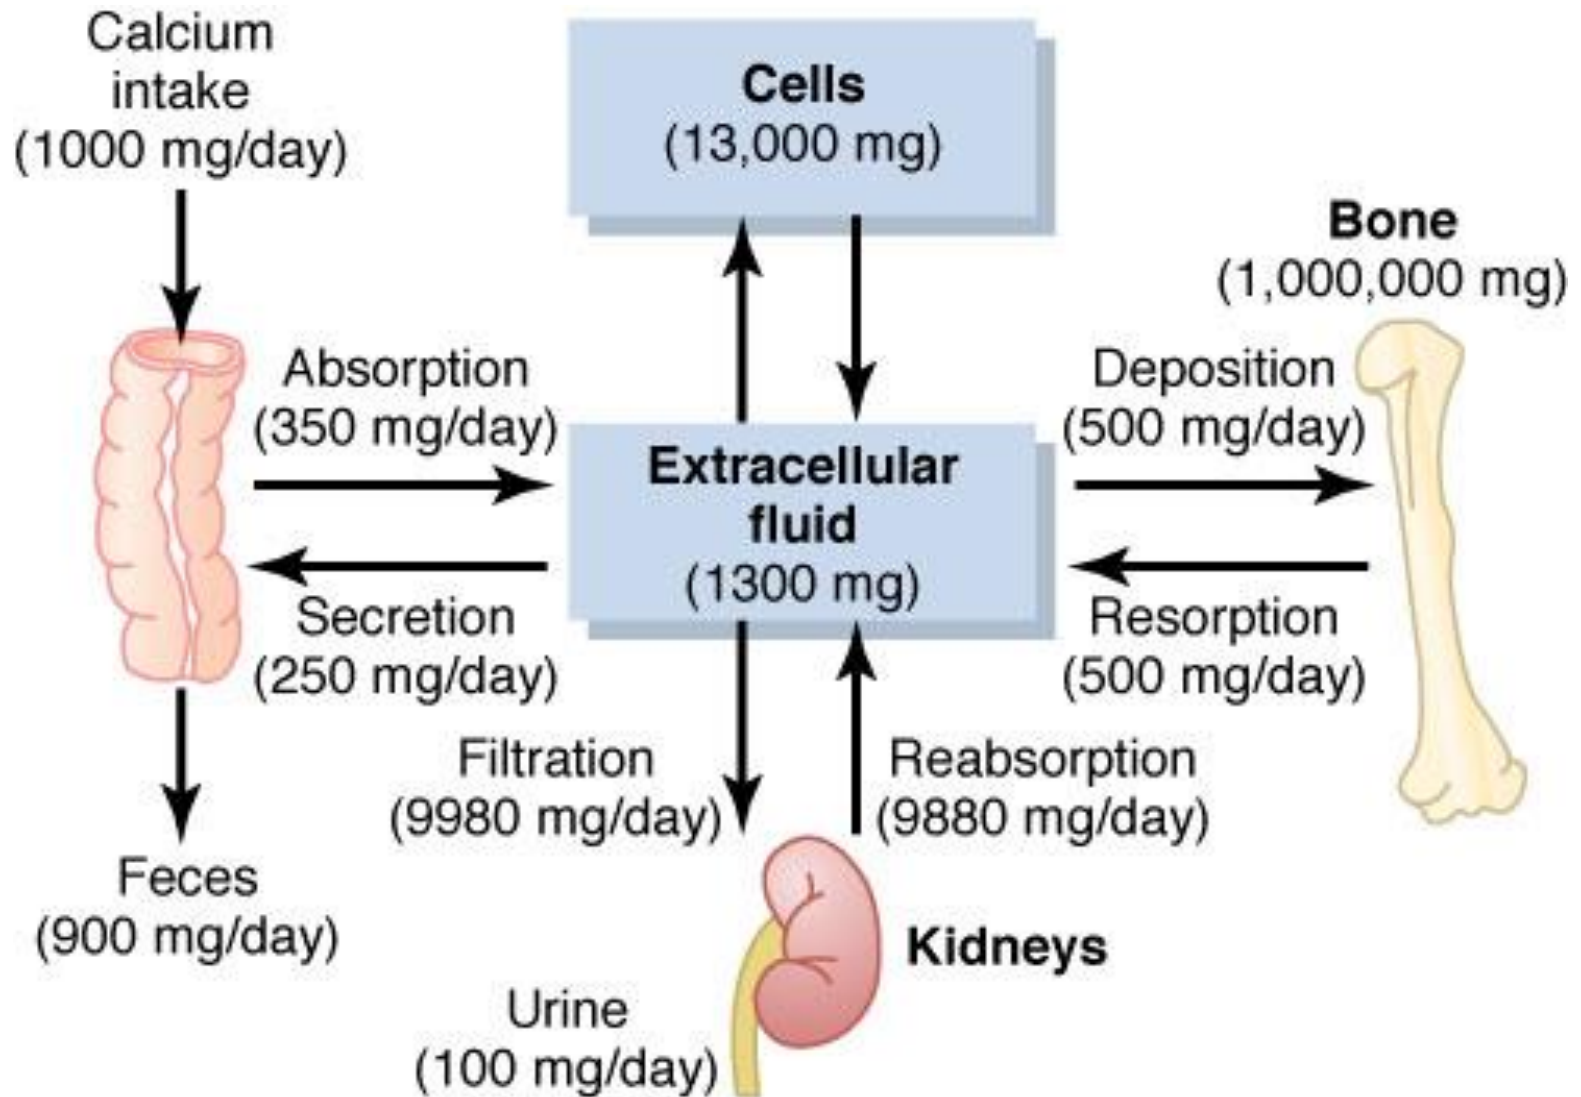 Calcium
intake
(1000 mg/day)
Cells
(13,000 mg)
Bone
(1,000,000 mg)
Absorption
(350 mg/day)
Extracellular
fluid
(1300 mg)
Deposition
(500 mg/day)
Secretion
(250 mg/day)
Resorption
(500 mg/day)
Filtration
(9980 mg/day)
Reabsorption
(9880 mg/day)
Feces
(900 mg/day)
Kidneys
Urine
(100 mg/day)